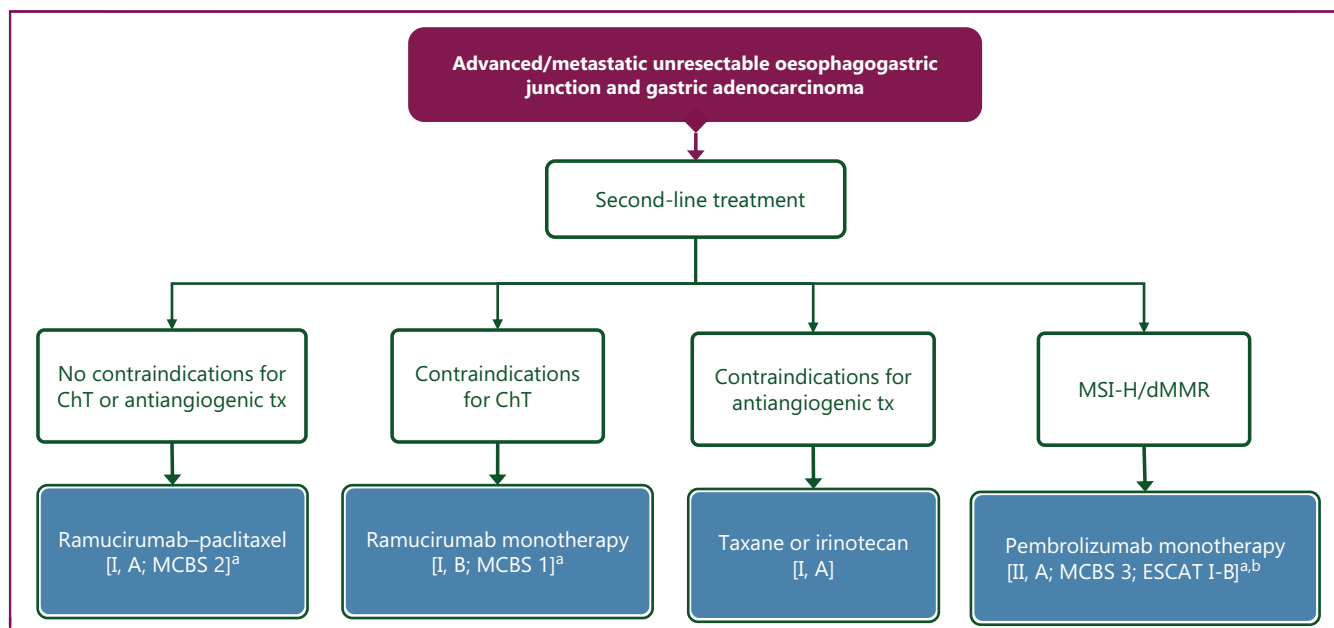 Advanced/metastatic unresectable oesophagogastric
junction and gastric adenocarcinoma
Second-line treatment
No contraindications for
ChT or antiangiogenic tx
Contraindications
for ChT
Contraindications for
antiangiogenic tx
MSI-H/dMMR
Ramucirumab–paclitaxel
[I, A; MCBS 2]a
Ramucirumab monotherapy
[I, B; MCBS 1]a
Taxane or irinotecan
[I, A]
Pembrolizumab monotherapy
[II, A; MCBS 3; ESCAT I-B]a,b